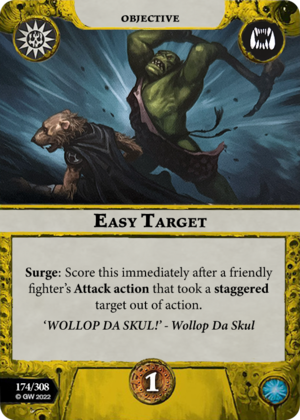 OBJECTIVE
EASY TARGET
Surge: Score this immediately after a friendly
fighter's Attack action that took a staggered
target out of action.
‘WOLLOP DA SKUL!’ - Wollop Da Skul
174/308
© GW 2022
1